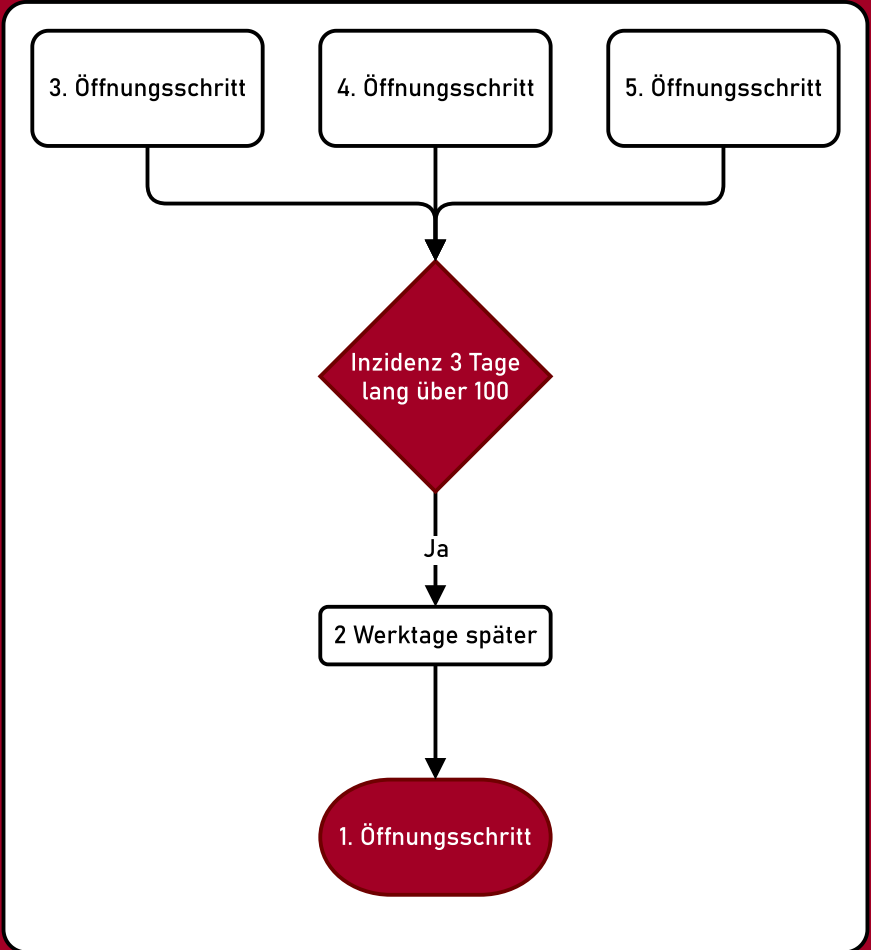 3. Öffnungsschritt
4. Öffnungsschritt
5. Öffnungsschritt
Inzidenz 3 Tage
lang über 100
Ja
2 Werktage später
1. Öffnungsschritt